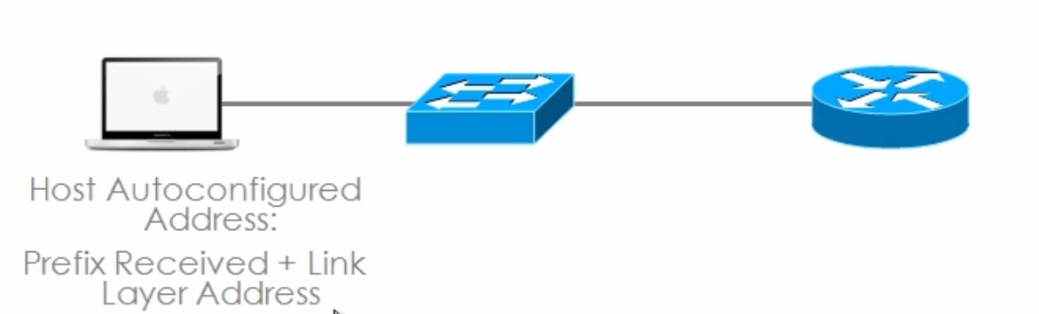 Host Autoconfigured
Address:
Prefix Received + Link
Layer Address